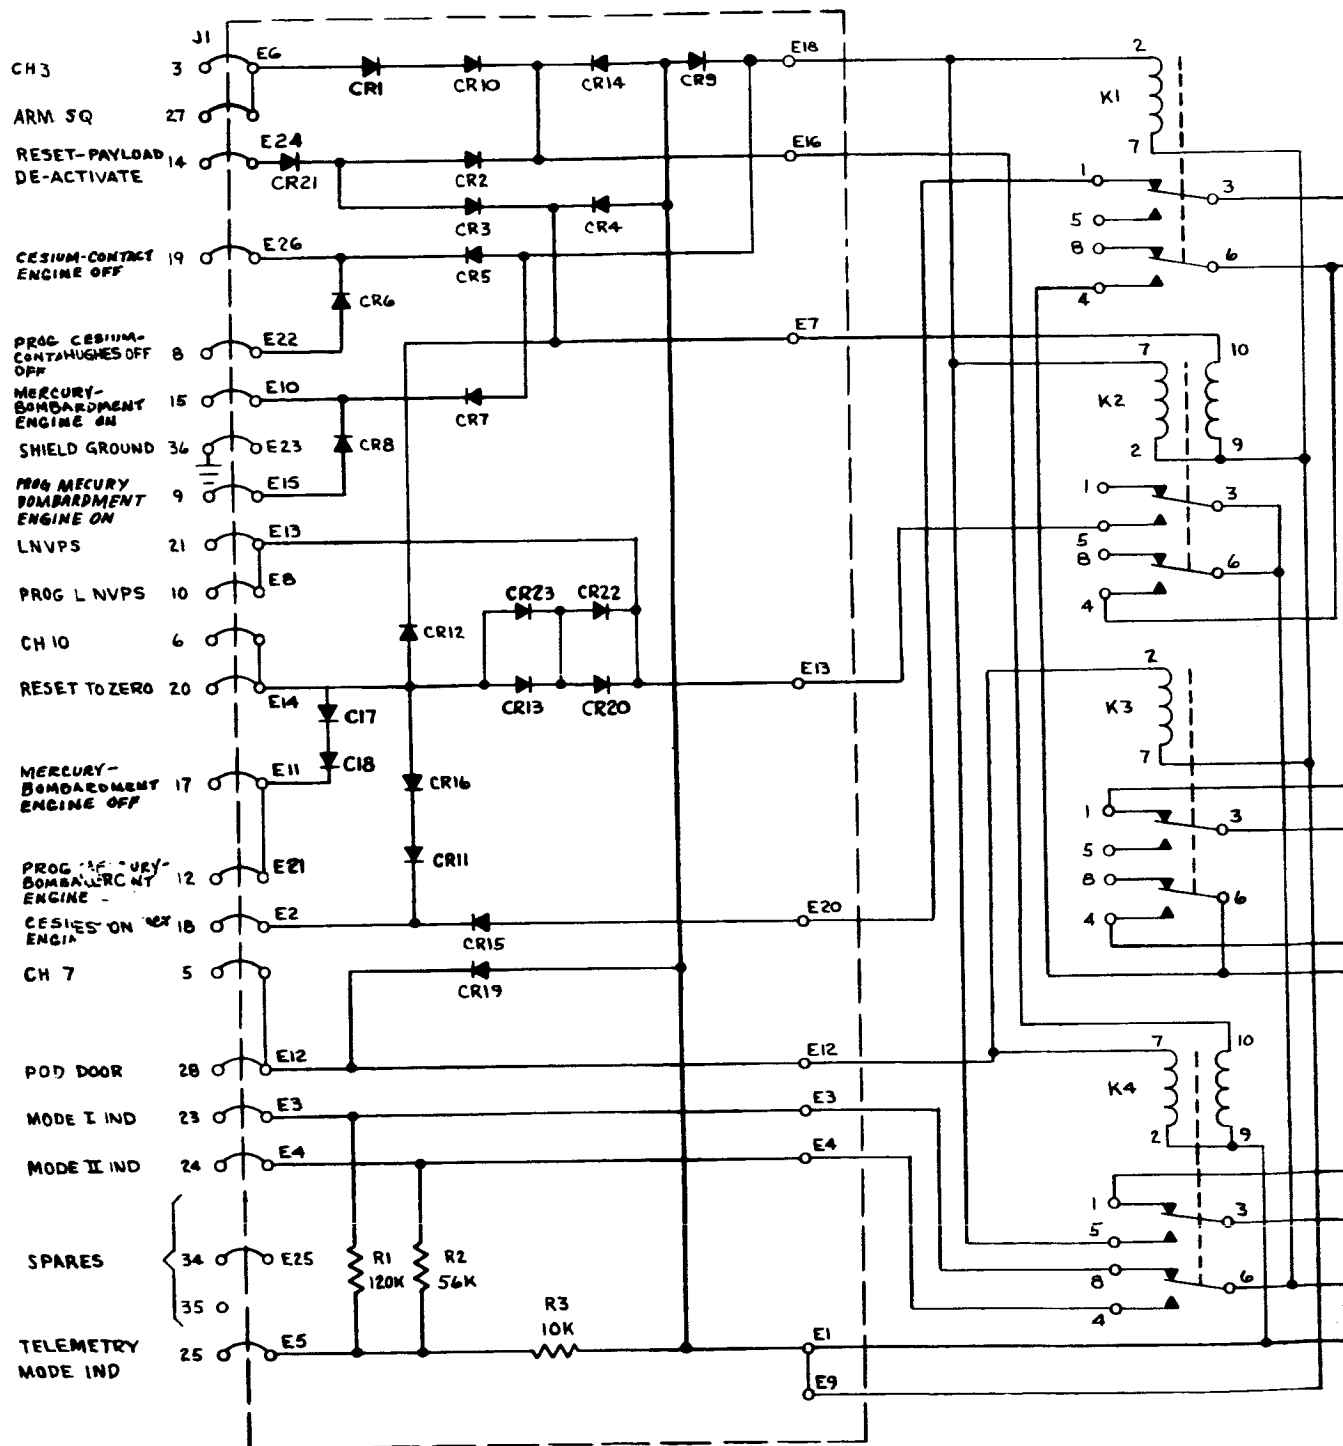 J1
CH3 3 E6 CR1 CR10 CR14 CR9 E18
ARM SQ 27
RESET-PAYLOAD
DE-ACTIVATE 14 E24 CR21 CR2 E16
CR3 CR4
CESIUM-CONTACT
ENGINE OFF 19 E26 CR5
CR6
PROG CESIUM-
HUGHES OFF
OFF 8 E22 E7
MERCURY-
BOMBARDMENT
ENGINE ON 15 E10 CR7
SHIELD GROUND 36 E23 CR8
PROG MECURY
BOMBARDMENT
ENGINE ON 9 E15
LNVPS 21 E13
PROG L NVPS 10 E8
CR23 CR22
CH 10 6 CR12
RESET TO ZERO 20 E14 CR13 CR20 E13
C17
C18
MERCURY-
BOMBARDMENT
ENGINE OFF 17 E11 CR16
CR11
PROG
ENGINE 12 E21
ON 18 E2 CR15 E20
CH 7 5 CR19
POD DOOR 28 E12 E12
MODE I IND 23 E3 E3
MODE II IND 24 E4 E4
SPARES 34 E25
35
R1
120K
R2
56K
R3
10K
TELEMETRY
MODE IND 25 E5 E1
E9
K1 2 7
1 3
5
8 6
4
K2 7 10
2 9
1 3
5
8 6
4
K3 2
7
1 3
5
8 6
4
K4 7 10
2 9
1 3
5
8 6
4